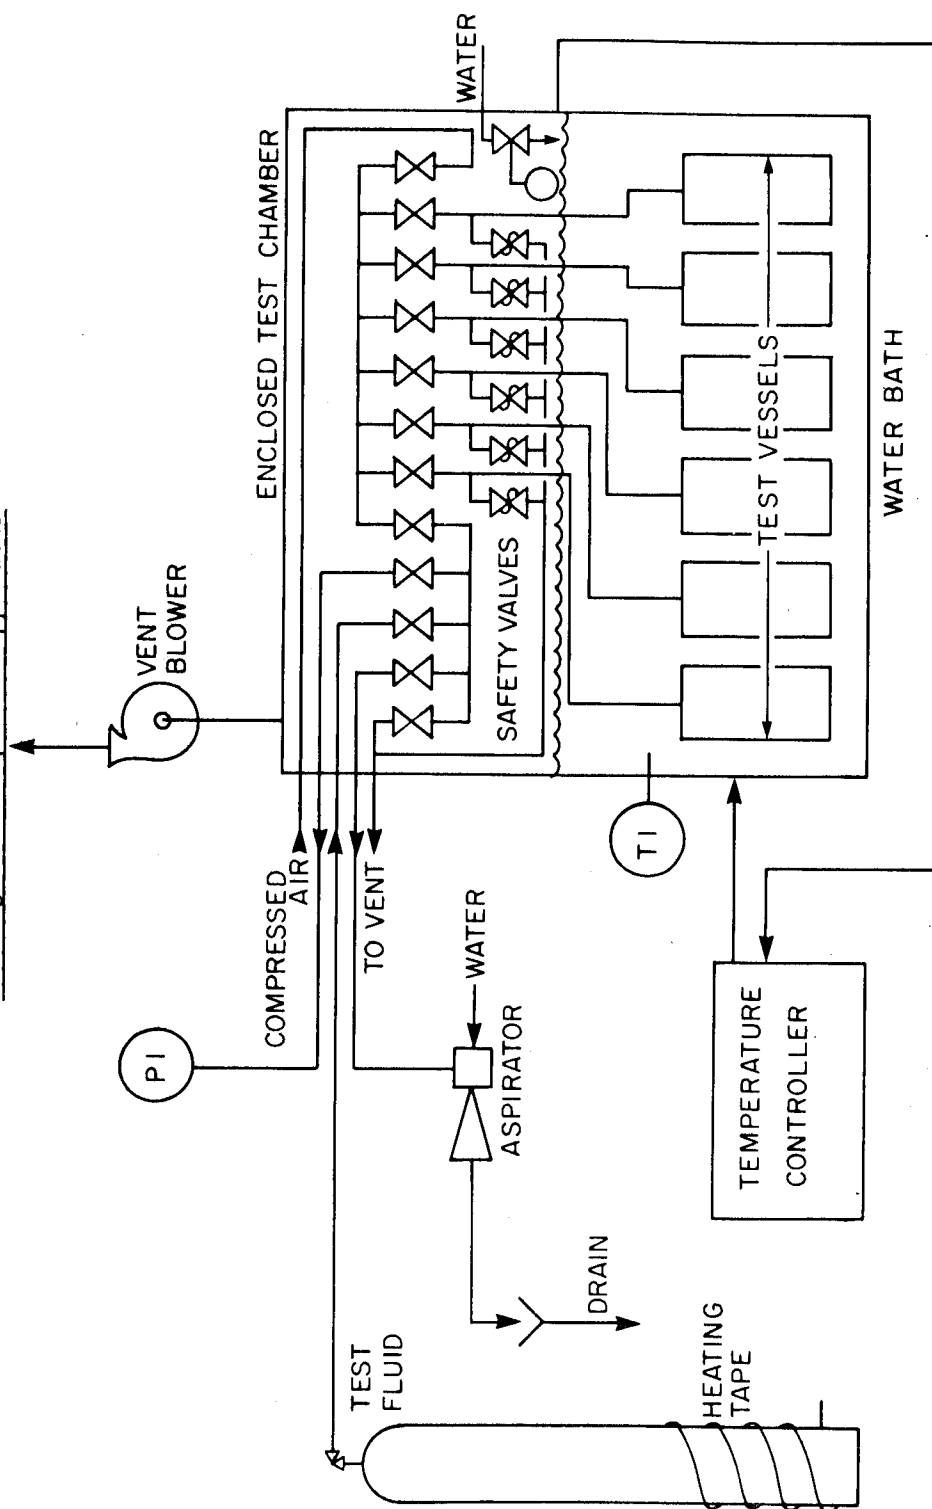 VENT
BLOWER
ENCLOSED TEST CHAMBER
WATER
PI
COMPRESSED
AIR
TO VENT
SAFETY VALVES
WATER
ASPIRATOR
TEST
FLUID
DRAIN
HEATING
TAPE
TI
TEST VESSELS
WATER BATH
TEMPERATURE
CONTROLLER